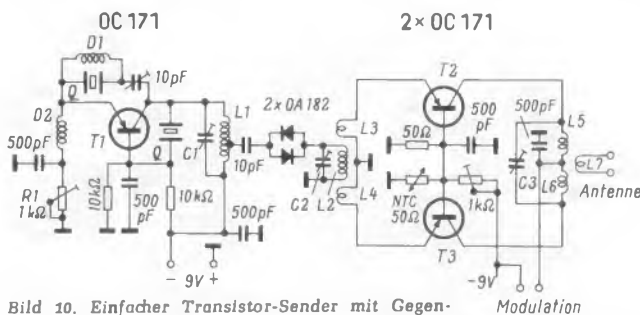 OC 171
2 × OC 171
D1
10pF
Q
D2
T1
500pF
R1
1kΩ
10kΩ
500
pF
Q
10kΩ
C1
L1
10pF
500pF
- 9V +
2×OA182
C2
L2
L3
L4
T2
50Ω
500
pF
NTC
50Ω
1kΩ
T3
-9V
500pF
C3
L5
L6
L7
Antenne
Modulation
Bild 10. Einfacher Transistor-Sender mit Gegen-